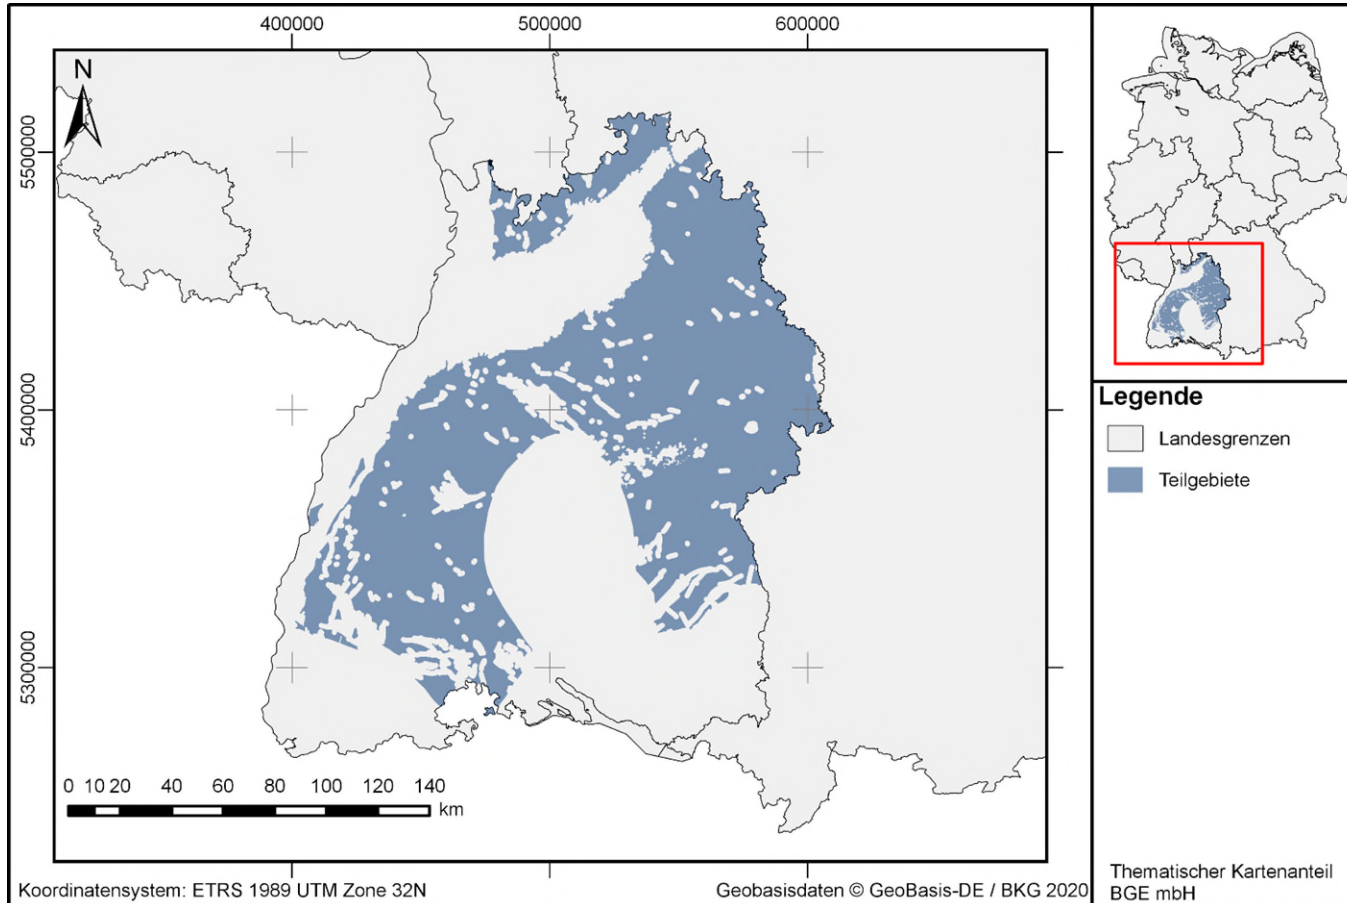 400000
500000
600000
N
5500000
5400000
5300000
0 10 20 40 60 80 100 120 140
km
Koordinatensystem: ETRS 1989 UTM Zone 32N
Geobasisdaten © GeoBasis-DE / BKG 2020
Legende
Landesgrenzen
Teilgebiete
Thematischer Kartenanteil
BGE mbH